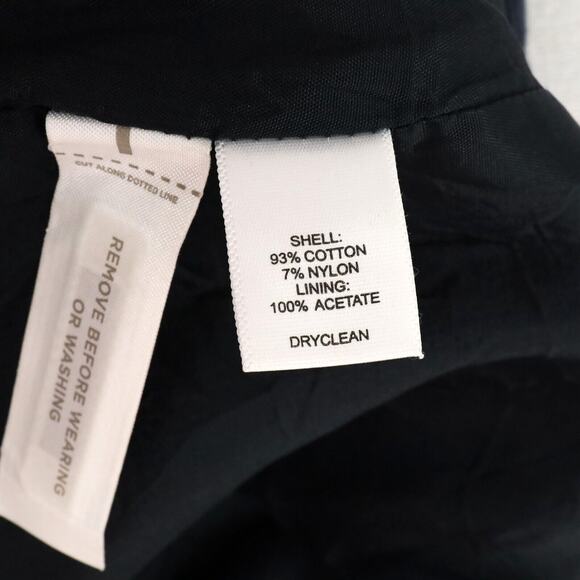 CUT ALONG DOTTED LINE
REMOVE BEFORE WEARING
OR WASHING
SHELL:
93% COTTON
7% NYLON
LINING:
100% ACETATE
DRYCLEAN